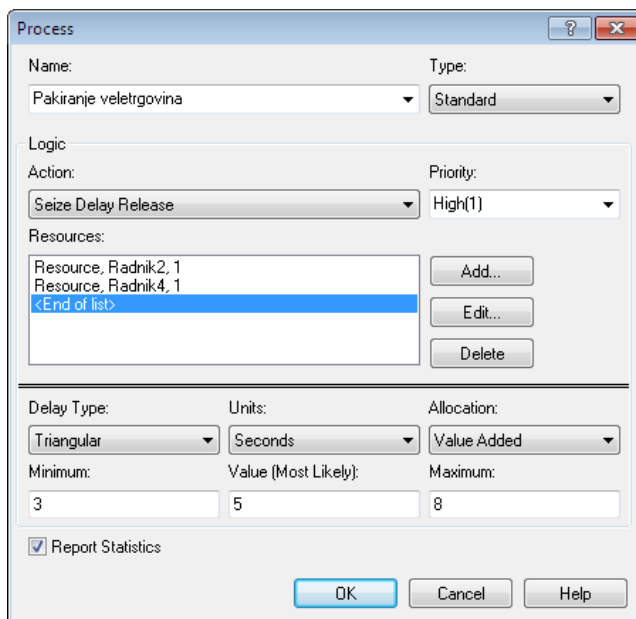 Process
Name:
Type:
Pakiranje veletrgovina
Standard
Logic
Action:
Priority:
Seize Delay Release
High(1)
Resources:
Resource, Radnik2, 1
Resource, Radnik4, 1
<End of list>
Add...
Edit...
Delete
Delay Type:
Units:
Allocation:
Triangular
Seconds
Value Added
Minimum:
Value (Most Likely):
Maximum:
3
5
8
Report Statistics
OK
Cancel
Help